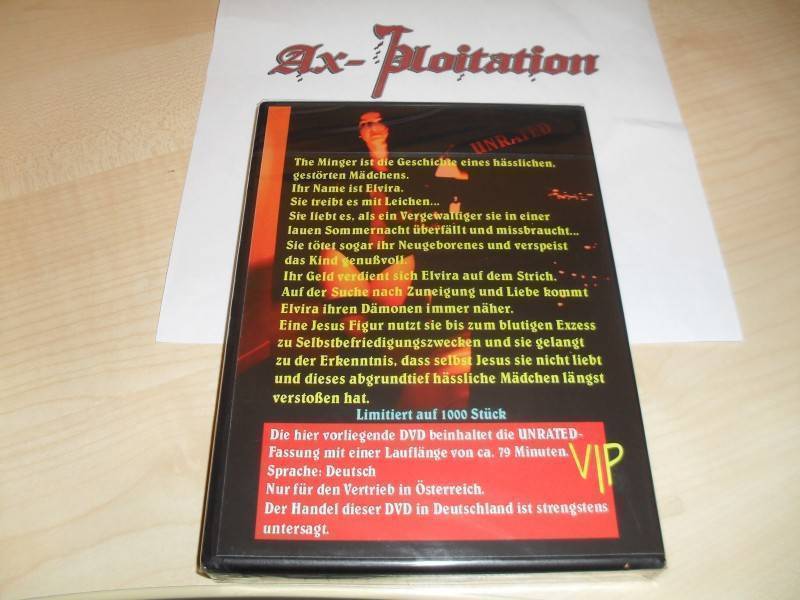 Ax-Ploitation
UNRATED
The Minger ist die Geschichte eines hässlichen,
gestörten Mädchens.
Ihr Name ist Elvira.
Sie treibt es mit Leichen...
Sie liebt es, als ein Vergewaltiger sie in einer
lauen Sommernacht überfällt und missbraucht...
Sie tötet sogar ihr Neugeborenes und verspeist
das Kind genußvoll.
Ihr Geld verdient sich Elvira auf dem Strich.
Auf der Suche nach Zuneigung und Liebe kommt
Elvira ihren Dämonen immer näher.
Eine Jesus Figur nutzt sie bis zum blutigen Exzess
zu Selbstbefriedigungszwecken und sie gelangt
zu der Erkenntnis, dass selbst Jesus sie nicht liebt
und dieses abgrundtief hässliche Mädchen längst
verstoßen hat.
Limitiert auf 1000 Stück
Die hier vorliegende DVD beinhaltet die UNRATED-
Fassung mit einer Lauflänge von ca. 79 Minuten.
VIP
Sprache: Deutsch
Nur für den Vertrieb in Österreich.
Der Handel dieser DVD in Deutschland ist strengstens
untersagt.